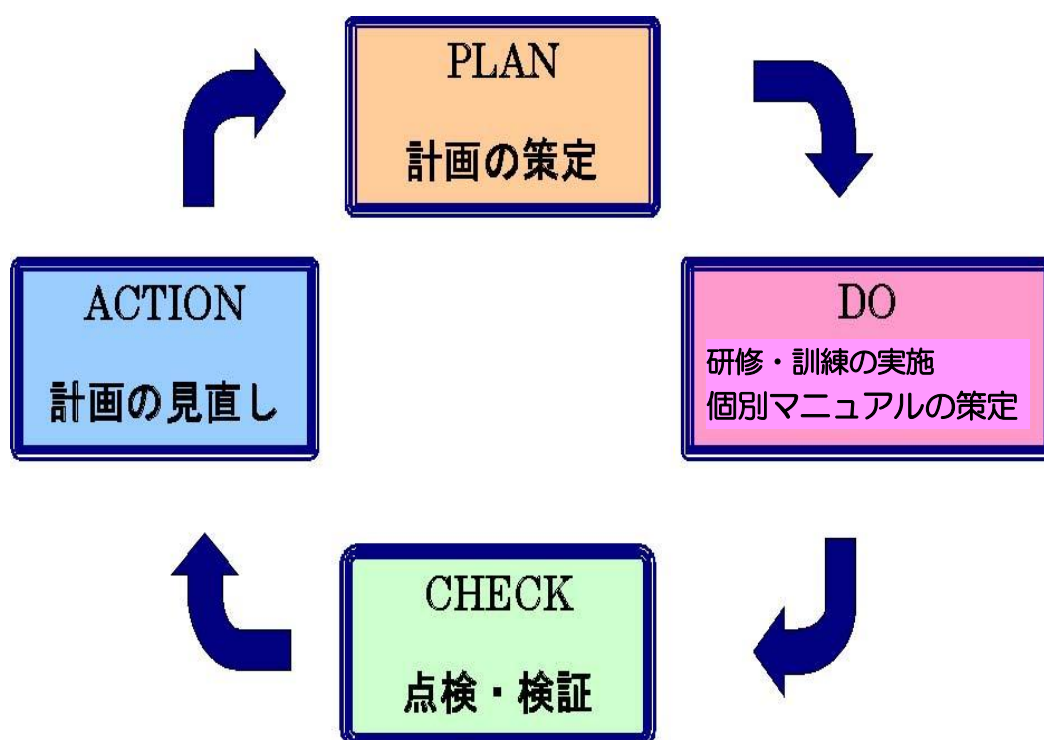 PLAN
計画の策定
ACTION
計画の見直し
DO
研修・訓練の実施
個別マニュアルの策定
CHECK
点検・検証